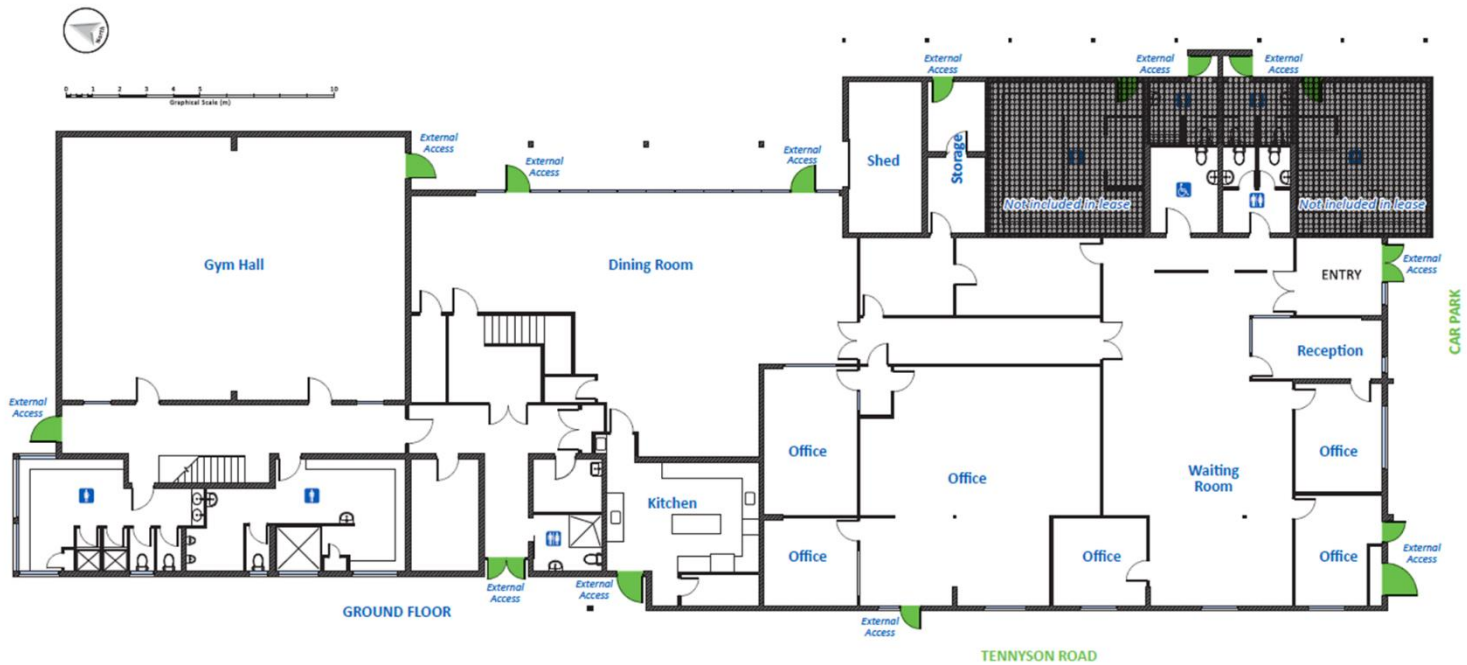 North
0 1 2 3 4 5 10
Graphical Scale (m)
External
Access
External
Access
External
Access
External
Access
External
Access
External
Access
Shed
Storage
Not included in lease
Not included in lease
Gym Hall
Dining Room
ENTRY
External
Access
CAR PARK
Reception
External
Access
Office
Office
Waiting
Room
Office
Kitchen
Office
Office
Office
External
Access
External
Access
External
Access
GROUND FLOOR
External
Access
TENNYSON ROAD